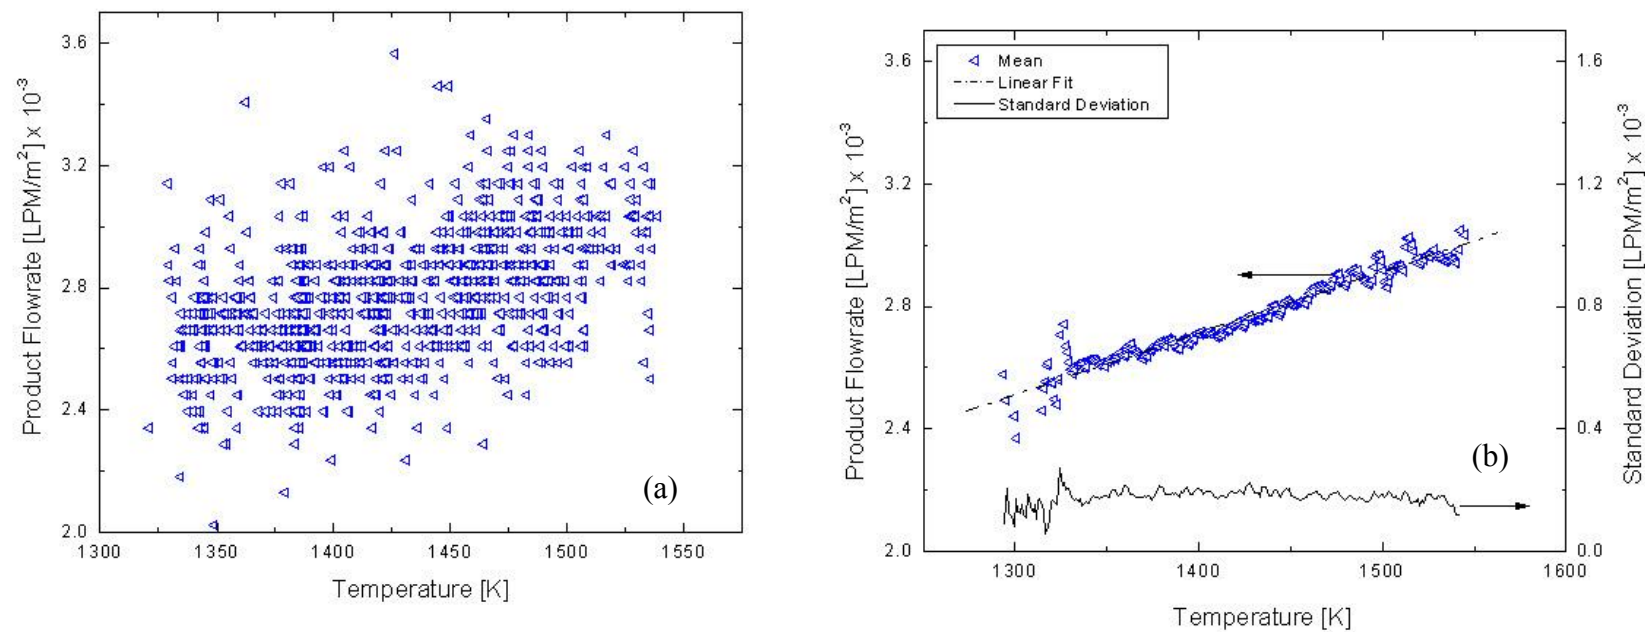 Product Flowrate [LPM/m²] x 10⁻³
3.6
3.2
2.8
2.4
2.0
1300
1350
1400
1450
1500
1550
Temperature [K]
(a)
Product Flowrate [LPM/m²] x 10⁻³
3.6
3.2
2.8
2.4
2.0
Mean
Linear Fit
Standard Deviation
1300
1400
1500
1600
Temperature [K]
(b)
1.6
1.2
0.8
0.4
0.0
Standard Deviation [LPM/m²] x 10⁻³